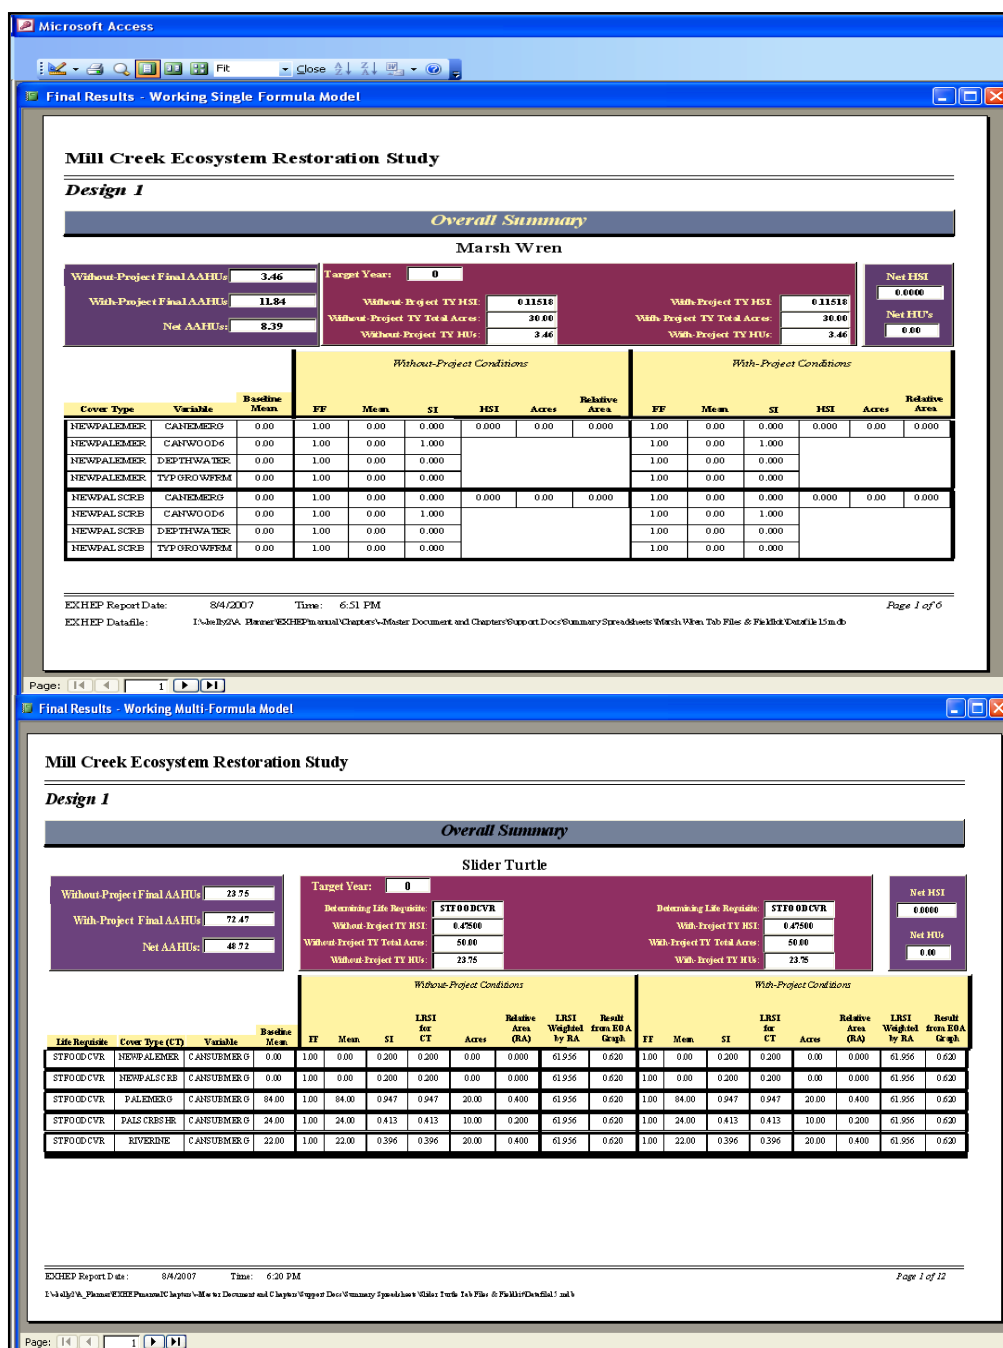 Microsoft Access
Fit Close
Final Results - Working Single Formula Model
Mill Creek Ecosystem Restoration Study
Design 1
Overall Summary
Marsh Wren
Without-Project Final AAHUs 3.46
With-Project Final AAHUs 11.84
Net AAHUs: 8.39
Target Year: 0
Without-Project TY HSI: 0.11518
Without-Project TY Total Acres: 30.00
Without-Project TY HUs: 3.46
With-Project TY HSI: 0.11518
With-Project TY Total Acres: 30.00
With-Project TY HUs: 3.46
Net HSI
0.0000
Net HU's
0.00
Without-Project Conditions With-Project Conditions
Cover Type Variable Baseline Mean FF Mean SI HSI Acres Relative Area FF Mean SI HSI Acres Relative Area
NEWPALEMER CANEMERG 0.00 1.00 0.00 0.000 0.000 0.00 0.000 1.00 0.00 0.000 0.000 0.00 0.000
NEWPALEMER CANWOOD6 0.00 1.00 0.00 1.000 1.00 0.00 1.000
NEWPALEMER DEPTHWATER 0.00 1.00 0.00 0.000 1.00 0.00 0.000
NEWPALEMER TYPGROWFRM 0.00 1.00 0.00 0.000 1.00 0.00 0.000
NEWPALSCRB CANEMERG 0.00 1.00 0.00 0.000 0.000 0.00 0.000 1.00 0.00 0.000 0.000 0.00 0.000
NEWPALSCRB CANWOOD6 0.00 1.00 0.00 1.000 1.00 0.00 1.000
NEWPALSCRB DEPTHWATER 0.00 1.00 0.00 0.000 1.00 0.00 0.000
NEWPALSCRB TYPGROWFRM 0.00 1.00 0.00 0.000 1.00 0.00 0.000
EXHEP Report Date: 8/4/2007 Time: 6:51 PM Page 1 of 6
EXHEP Datafile: Document and Chapters\Support Docs\Summary Spreadsheets\Marsh Wren Tab Files & Fieldkit\Datafile15.mdb
Page: 1
Final Results - Working Multi-Formula Model
Mill Creek Ecosystem Restoration Study
Design 1
Overall Summary
Slider Turtle
Without-Project Final AAHUs 23.75
With-Project Final AAHUs 72.47
Net AAHUs: 48.72
Target Year: 0
Determining Life Requisite: STFOODCVR
Without-Project TY HSI: 0.47500
Without-Project TY Total Acres: 50.00
Without-Project TY HUs: 23.75
Determining Life Requisite: STFOODCVR
With-Project TY HSI: 0.47500
With-Project TY Total Acres: 50.00
With-Project TY HUs: 23.75
Net HSI
0.0000
Net HUs
0.00
Without-Project Conditions With-Project Conditions
Life Requisite Cover Type (CT) Variable Baseline Mean FF Mean SI LRSI for CT Acres Relative Area (RA) LRSI Weighted by RA Result from EOA Graph FF Mean SI LRSI for CT Acres Relative Area (RA) LRSI Weighted by RA Result from EOA Graph
STFOODCVR NEWPALEMER CANSUBMERG 0.00 1.00 0.00 0.200 0.200 0.00 0.000 61.956 0.620 1.00 0.00 0.200 0.200 0.00 0.000 61.956 0.620
STFOODCVR NEWPALSCRB CANSUBMERG 0.00 1.00 0.00 0.200 0.200 0.00 0.000 61.956 0.620 1.00 0.00 0.200 0.200 0.00 0.000 61.956 0.620
STFOODCVR PALEMERG CANSUBMERG 84.00 1.00 84.00 0.947 0.947 20.00 0.400 61.956 0.620 1.00 84.00 0.947 0.947 20.00 0.400 61.956 0.620
STFOODCVR PALSCRBSHR CANSUBMERG 24.00 1.00 24.00 0.413 0.413 10.00 0.200 61.956 0.620 1.00 24.00 0.413 0.413 10.00 0.200 61.956 0.620
STFOODCVR RIVERINE CANSUBMERG 22.00 1.00 22.00 0.396 0.396 20.00 0.400 61.956 0.620 1.00 22.00 0.396 0.396 20.00 0.400 61.956 0.620
EXHEP Report Date: 8/4/2007 Time: 6:20 PM Page 1 of 12
Document and Chapters\Support Docs\Summary Spreadsheets\Slider Turtle Tab Files & Fieldkit\Datafile15.mdb
Page: 1